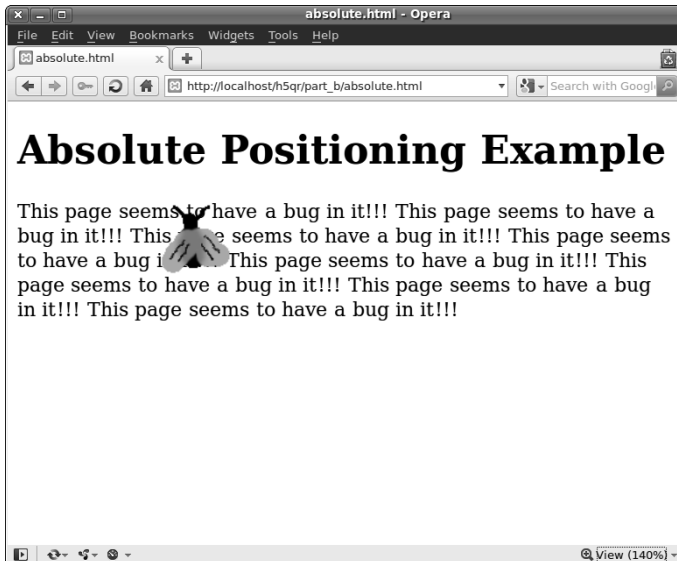 absolute.html - Opera
File Edit View Bookmarks Widgets Tools Help
absolute.html
http://localhost/h5qr/part_b/absolute.html
Search with Googl
Absolute Positioning Example
This page seems to have a bug in it!!! This page seems to have a
bug in it!!! This seems to have a bug in it!!! This page seems
to have a bug This page seems to have a bug in it!!! This
page seems to have a bug in it!!! This page seems to have a bug
in it!!! This page seems to have a bug in it!!!
View (140%)